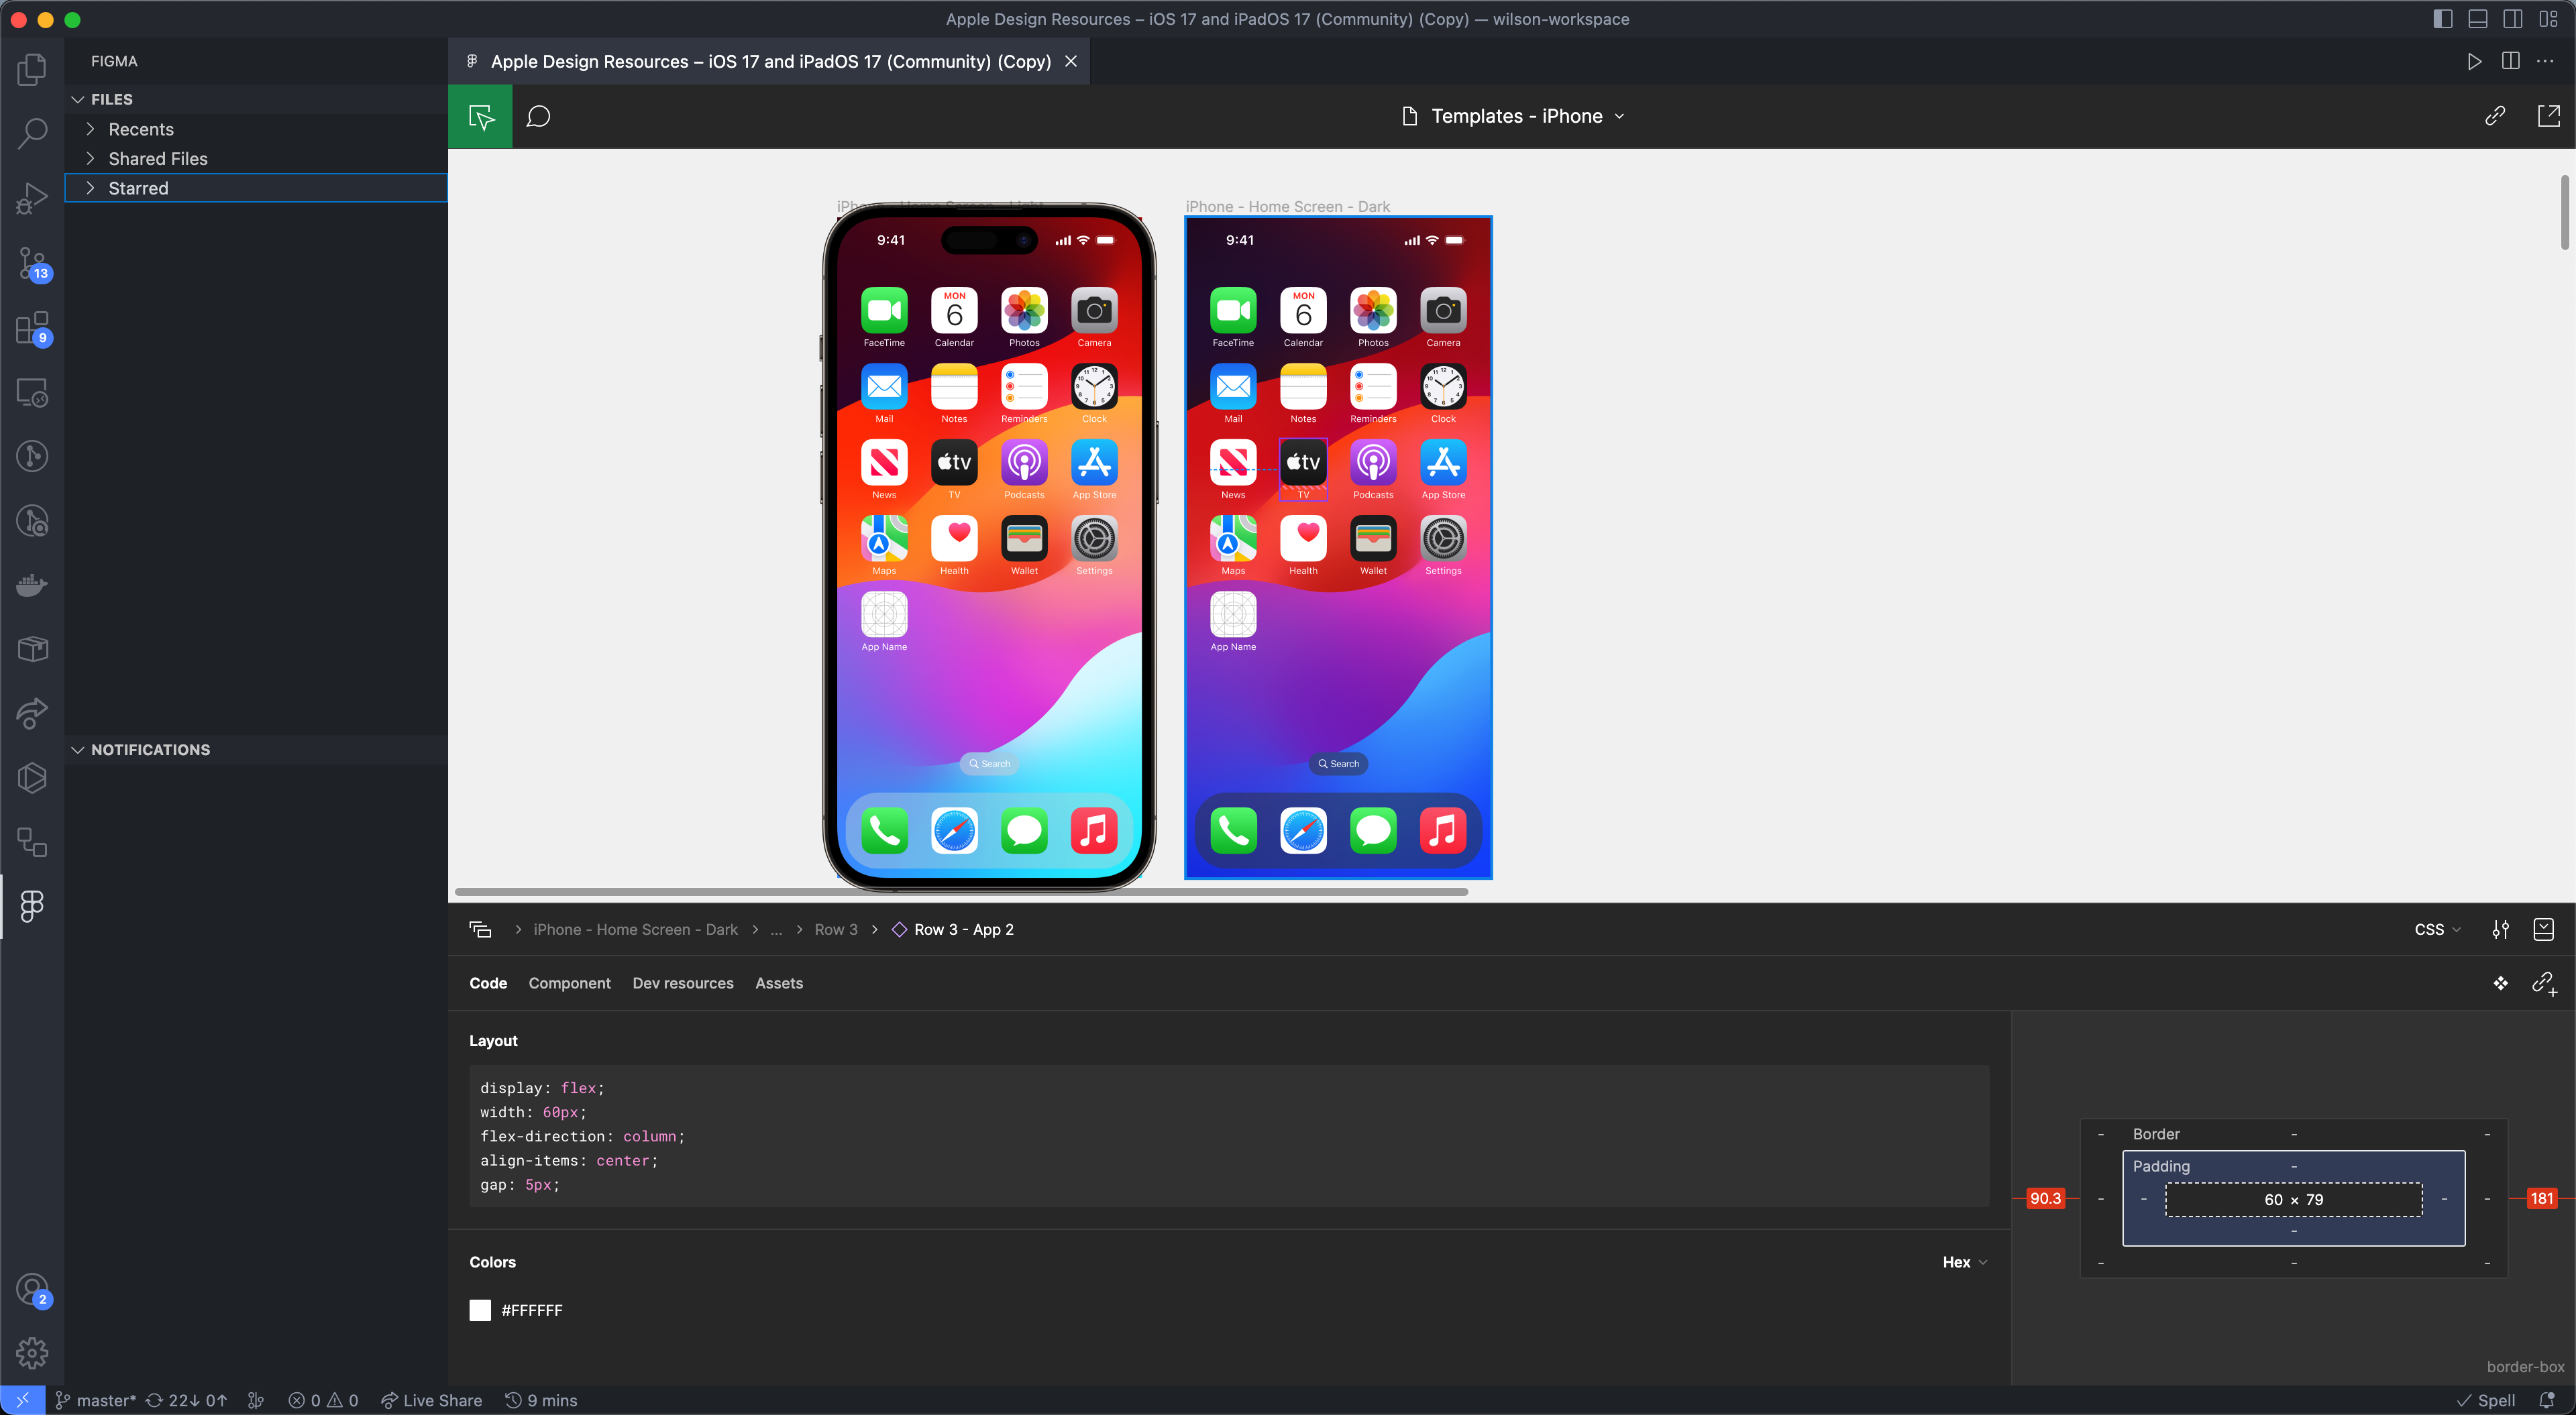 Apple Design Resources – iOS 17 and iPadOS 17 (Community) (Copy) — wilson-workspace
FIGMA
Apple Design Resources – iOS 17 and iPadOS 17 (Community) (Copy)
FILES
Recents
Shared Files
Starred
13
9
2
NOTIFICATIONS
Templates - iPhone
iPhone - Home Screen - Light
9:41
MON
6
FaceTime Calendar Photos Camera
Mail Notes Reminders Clock
tv
News TV Podcasts App Store
Maps Health Wallet Settings
App Name
Search
iPhone - Home Screen - Dark
9:41
MON
6
FaceTime Calendar Photos Camera
Mail Notes Reminders Clock
tv
News TV Podcasts App Store
Maps Health Wallet Settings
App Name
Search
iPhone - Home Screen - Dark > ... > Row 3 > Row 3 - App 2
CSS
Code Component Dev resources Assets
Layout
display: flex;
width: 60px;
flex-direction: column;
align-items: center;
gap: 5px;
Colors
Hex
#FFFFFF
- Border - -
Padding -
90.3 - - 60 × 79 - - 181
-
- - -
border-box
master* 22↓ 0↑ 0 0 Live Share 9 mins
Spell